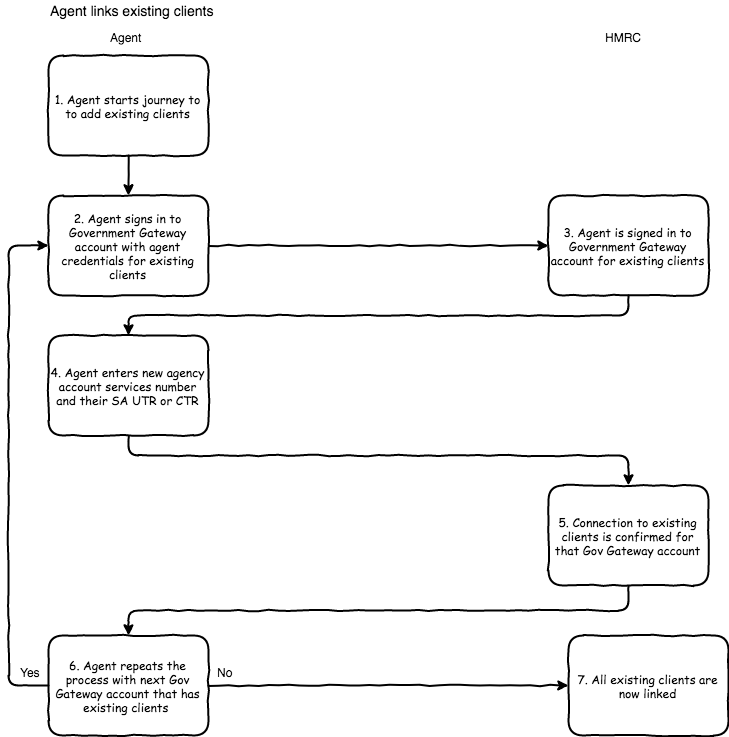 Agent links existing clients
Agent
HMRC
1. Agent starts journey to
to add existing clients
2. Agent signs in to
Government Gateway
account with agent
credentials for existing
clients
3. Agent is signed in to
Government Gateway
account for existing clients
4. Agent enters new agency
account services number
and their SA UTR or CTR
5. Connection to existing
clients is confirmed for
that Gov Gateway account
Yes
6. Agent repeats the
process with next Gov
Gateway account that has
existing clients
No
7. All existing clients are
now linked